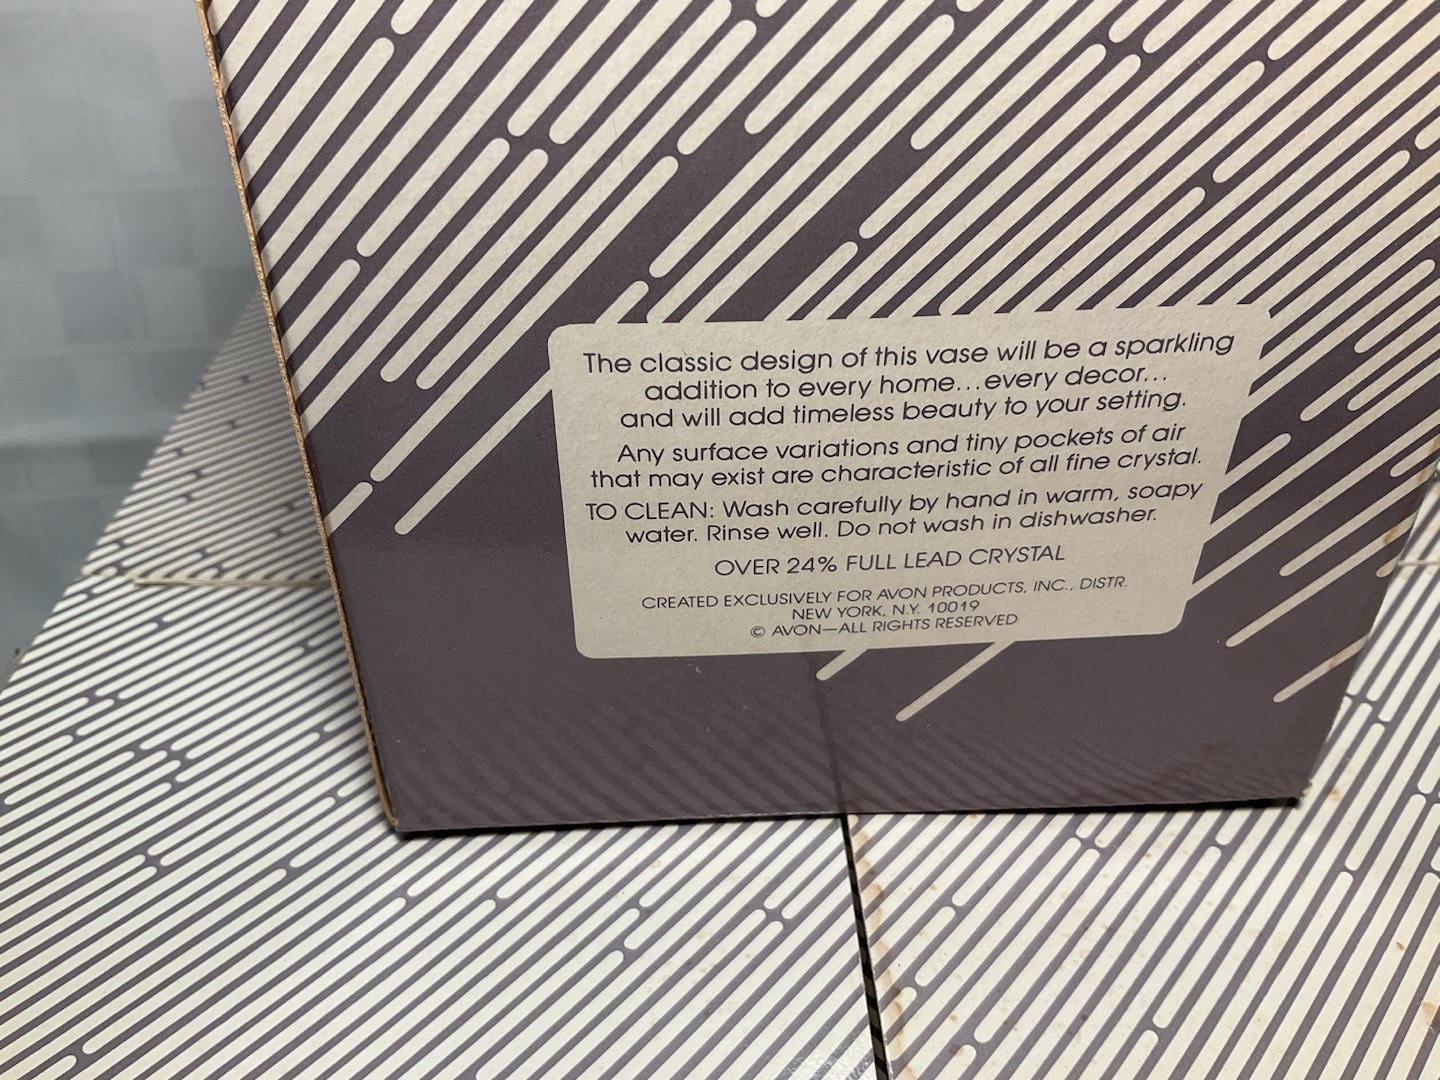 The classic design of this vase will be a sparkling
addition to every home...every decor...
and will add timeless beauty to your setting.
Any surface variations and tiny pockets of air
that may exist are characteristic of all fine crystal.
TO CLEAN: Wash carefully by hand in warm, soapy
water. Rinse well. Do not wash in dishwasher.
OVER 24% FULL LEAD CRYSTAL
CREATED EXCLUSIVELY FOR AVON PRODUCTS, INC., DISTR.
NEW YORK, N.Y. 10019
© AVON—ALL RIGHTS RESERVED